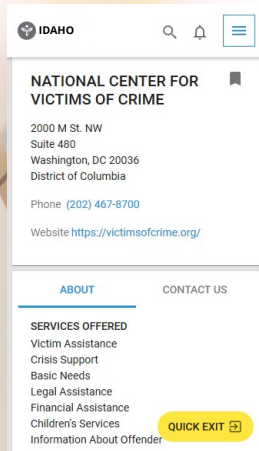 IDAHO
NATIONAL CENTER FOR
VICTIMS OF CRIME
2000 M St. NW
Suite 480
Washington, DC 20036
District of Columbia
Phone (202) 467-8700
Website https://victimsofcrime.org/
ABOUT CONTACT US
SERVICES OFFERED
Victim Assistance
Crisis Support
Basic Needs
Legal Assistance
Financial Assistance
Children's Services
Information About Offender
QUICK EXIT